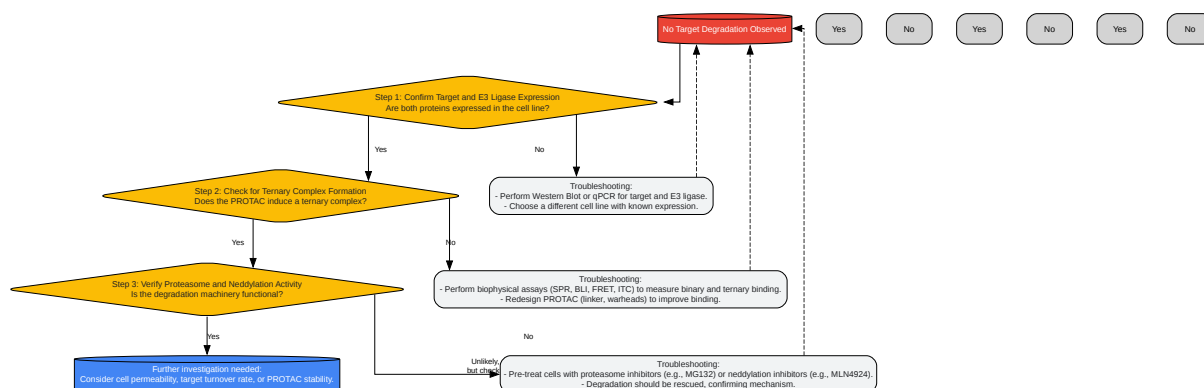 No Target Degradation Observed
Yes
No
Yes
No
Yes
No
Step 1: Confirm Target and E3 Ligase Expression
Are both proteins expressed in the cell line?
Yes
No
Troubleshooting:
- Perform Western Blot or qPCR for target and E3 ligase.
- Choose a different cell line with known expression.
Step 2: Check for Ternary Complex Formation
Does the PROTAC induce a ternary complex?
Yes
No
Troubleshooting:
- Perform biophysical assays (SPR, BLI, FRET, ITC) to measure binary and ternary binding.
- Redesign PROTAC (linker, warheads) to improve binding.
Step 3: Verify Proteasome and Neddylation Activity
Is the degradation machinery functional?
Yes
No
Unlikely,
but check
Further investigation needed:
Consider cell permeability, target turnover rate, or PROTAC stability.
Troubleshooting:
- Pre-treat cells with proteasome inhibitors (e.g., MG132) or neddylation inhibitors (e.g., MLN4924).
- Degradation should be rescued, confirming mechanism.